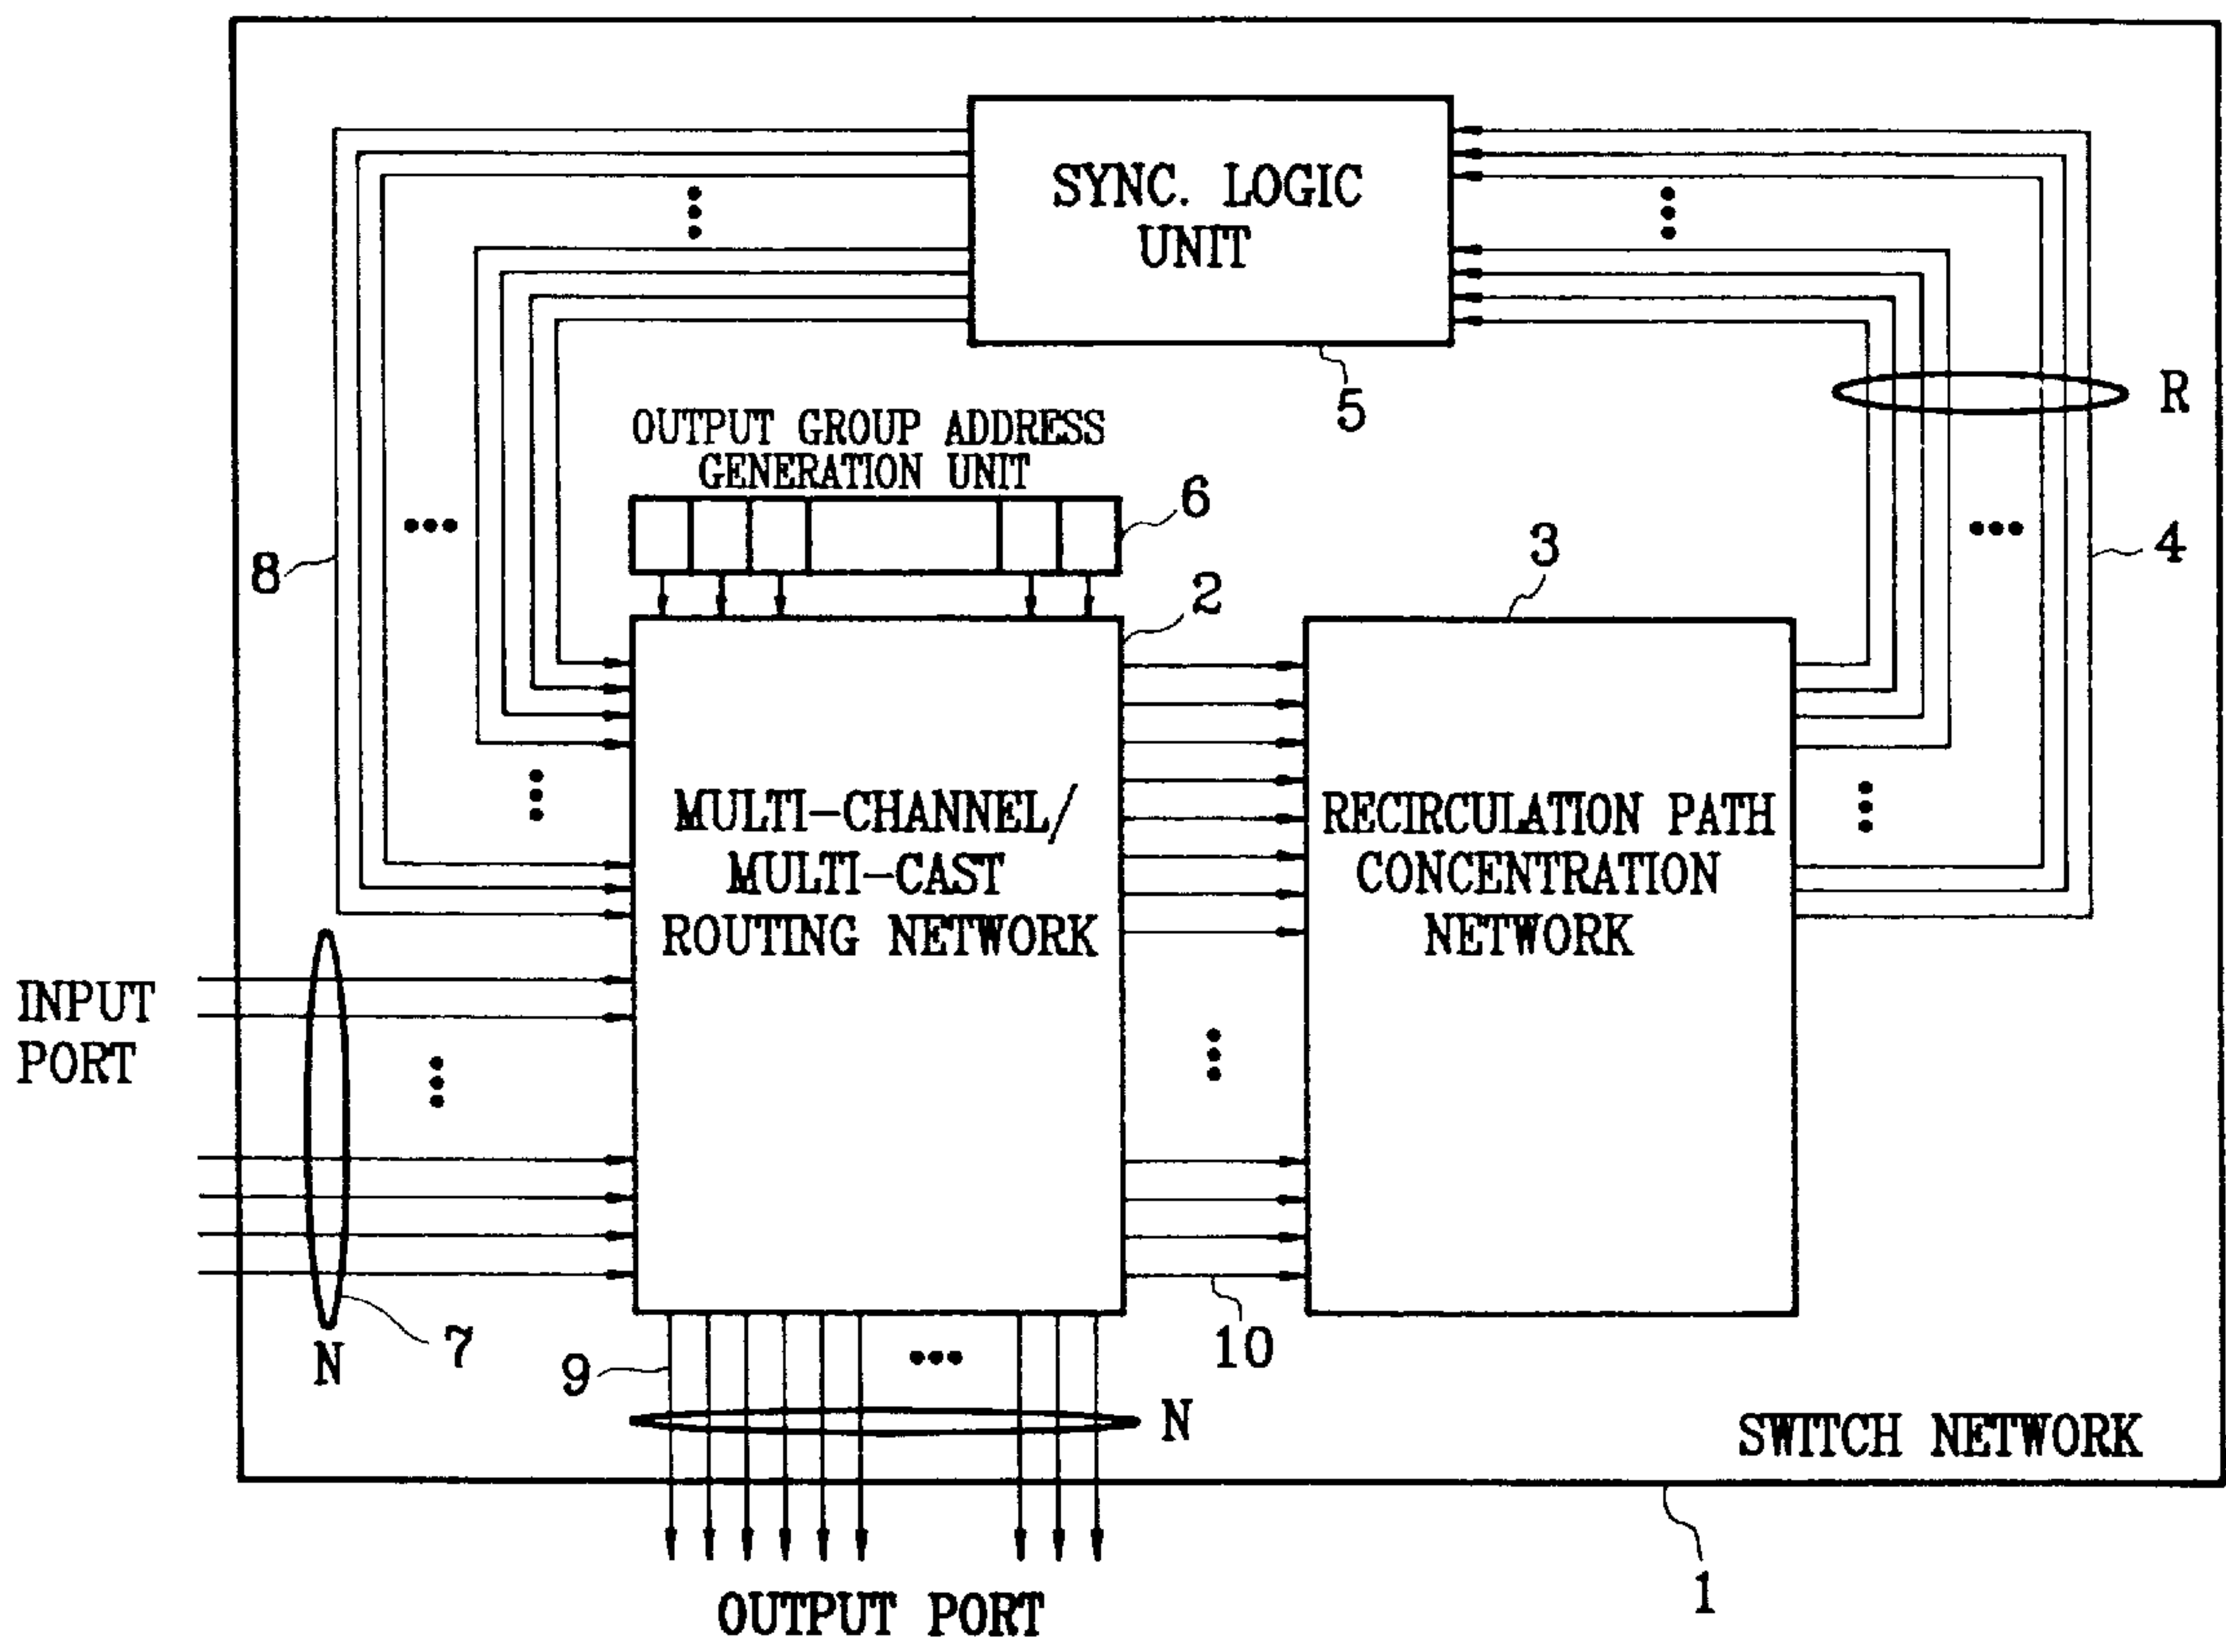 SYNC. LOGIC
UNIT
5
R
OUTPUT GROUP ADDRESS
GENERATION UNIT
6
8
3
4
2
MULTI-CHANNEL/
MULTI-CAST
ROUTING NETWORK
RECIRCULATION PATH
CONCENTRATION
NETWORK
INPUT
PORT
N
7
9
10
N
SWITCH NETWORK
OUTPUT PORT
1